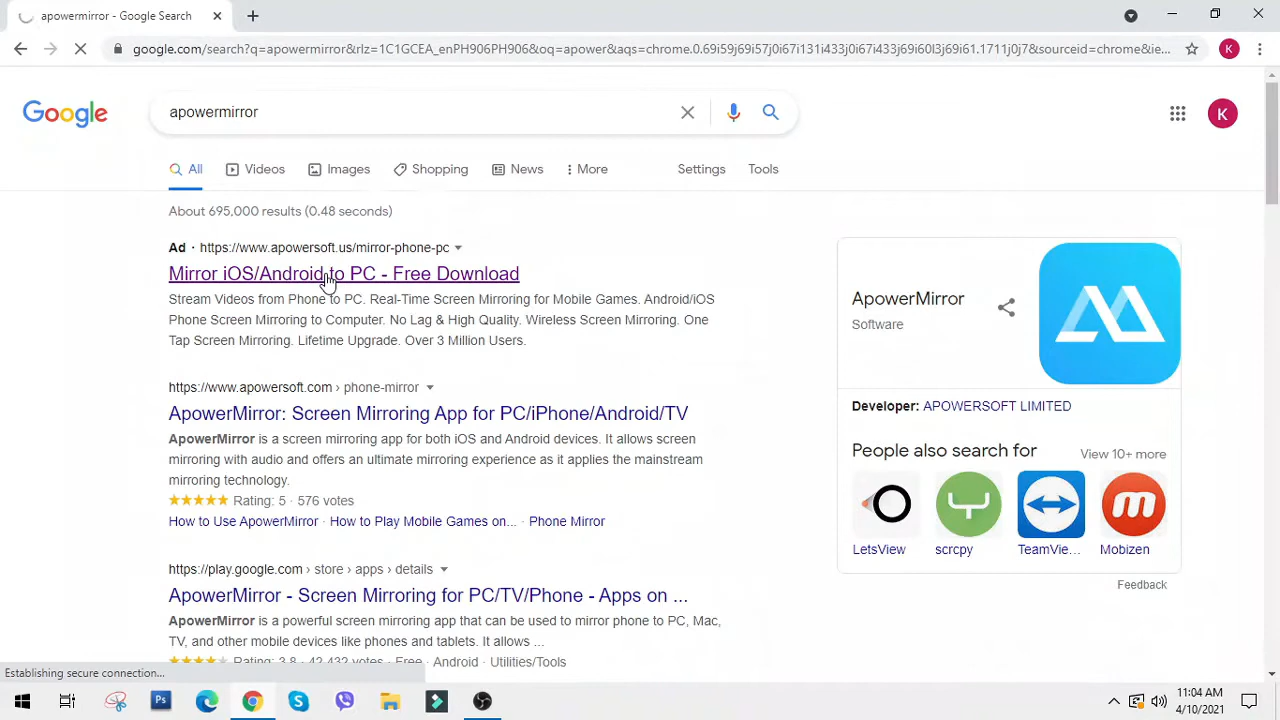 apowermirror - Google Search
google.com/search?q=apowermirror&rlz=1C1GCEA_enPH906PH906&oq=apower&aqs=chrome.0.69i59j69i57j0i67i131i433j0i67i433j69i60l3j69i61.1711j0j7&sourceid=chrome&ie...
K
Google
apowermirror
K
All Videos Images Shopping News More Settings Tools
About 695,000 results (0.48 seconds)
Ad · https://www.apowersoft.us/mirror-phone-pc
Mirror iOS/Android to PC - Free Download
Stream Videos from Phone to PC. Real-Time Screen Mirroring for Mobile Games. Android/iOS
Phone Screen Mirroring to Computer. No Lag & High Quality. Wireless Screen Mirroring. One
Tap Screen Mirroring. Lifetime Upgrade. Over 3 Million Users.
https://www.apowersoft.com › phone-mirror
ApowerMirror: Screen Mirroring App for PC/iPhone/Android/TV
ApowerMirror is a screen mirroring app for both iOS and Android devices. It allows screen
mirroring with audio and offers an ultimate mirroring experience as it applies the mainstream
mirroring technology.
Rating: 5 · 576 votes
How to Use ApowerMirror · How to Play Mobile Games on... · Phone Mirror
https://play.google.com › store › apps › details
ApowerMirror - Screen Mirroring for PC/TV/Phone - Apps on ...
ApowerMirror is a powerful screen mirroring app that can be used to mirror phone to PC, Mac,
TV, and other mobile devices like phones and tablets. It allows ...
Rating: 3.8 · 42,432 votes · Free · Android · Utilities/Tools
ApowerMirror
Software
Developer: APOWERSOFT LIMITED
People also search for
View 10+ more
LetsView scrcpy TeamVie... Mobizen
Feedback
Establishing secure connection...
Ps
11:04 AM
4/10/2021